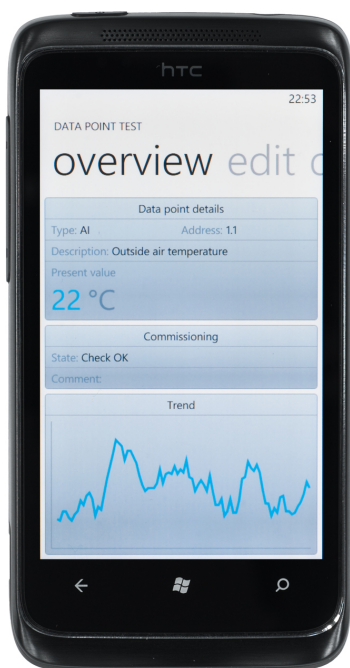 hTC
22:53
DATA POINT TEST
overview edit
Data point details
Type: AI Address: 1.1
Description: Outside air temperature
Present value
22 °C
Commissioning
State: Check OK
Comment:
Trend